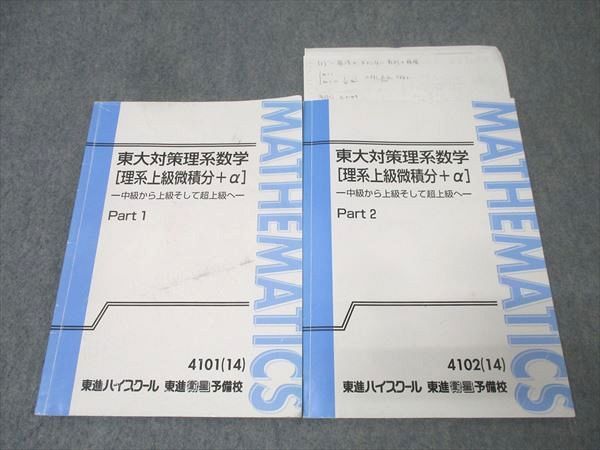 東大対策理系数学
[理系上級微積分+α]
―中級から上級そして超上級へ―
Part 1
4101(14)
東進ハイスクール 東進衛星予備校
MATHEMATICS
東大対策理系数学
[理系上級微積分+α]
―中級から上級そして超上級へ―
Part 2
4102(14)
東進ハイスクール 東進衛星予備校
MATHEMATICS